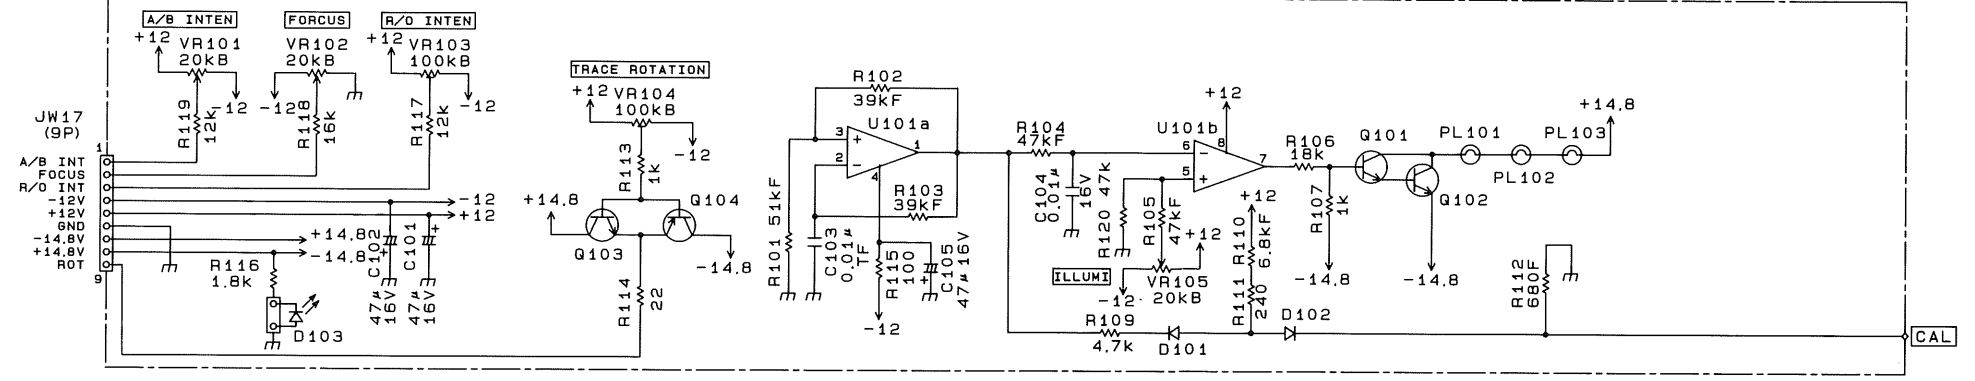 A/B INTEN
+12
VR101
20kB
-12
R119
12k
FORCUS
VR102
20kB
-12
R118
16k
R/O INTEN
+12
VR103
100kB
-12
R117
12k
JW17
(9P)
1
A/B INT
FOCUS
R/O INT
-12V
+12V
GND
-14.8V
+14.8V
ROT
9
-12
+12
+14.8
-14.8
C102
47μ
16V
+
C101
47μ
16V
+
R116
1.8k
D103
TRACE ROTATION
+12
VR104
100kB
-12
R113
1k
+14.8
Q103
Q104
-14.8
R114
22
R102
39kF
U101a
3
+
2
-
1
4
R103
39kF
R101 51kF
C103
0.01μ
TF
R115
100
-12
C105
47μ16V
+
R104
47kF
C104
0.01μ
16V
R120 47k
R105
47kF
U101b
+12
8
6
-
5
+
7
ILLUMI
-12
+12
VR105
20kB
R106
18k
R107
1k
-14.8
Q101
Q102
-14.8
PL101
PL102
PL103
+14.8
+12
R110
6.8kF
R111
240
R109
4.7k
D101
D102
R112
680F
CAL